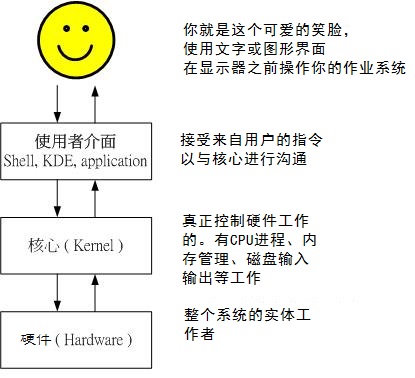 你就是这个可爱的笑脸，
使用文字或图形界面
在显示器之前操作你的作业系统
使用者介面
Shell, KDE, application
接受来自用户的指令
以与核心进行沟通
核心 ( Kernel )
真正控制硬件工作
的。有CPU进程、内
存管理、磁盘输入
输出等工作
硬件 ( Hardware )
整个系统的实体工
作者